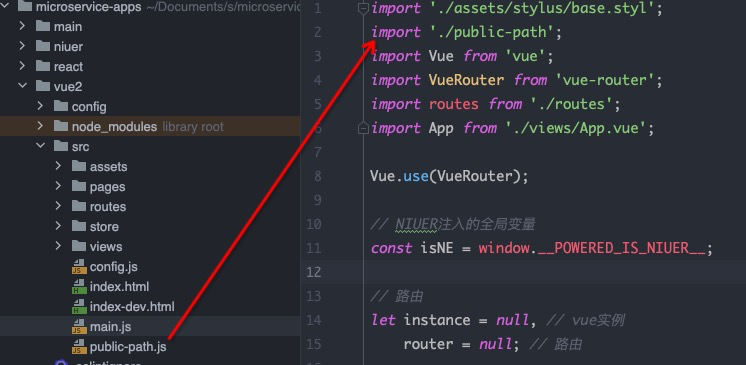 microservice-apps ~/Documents/s/microservic
main
niuer
react
vue2
config
node_modules library root
src
assets
pages
routes
store
views
config.js
index.html
index-dev.html
main.js
public-path.js
1 import './assets/stylus/base.styl';
2 import './public-path';
3 import Vue from 'vue';
4 import VueRouter from 'vue-router';
5 import routes from './routes';
6 import App from './views/App.vue';
7
8 Vue.use(VueRouter);
9
10 // NIUER注入的全局变量
11 const isNE = window.__POWERED_IS_NIUER__;
12
13 // 路由
14 let instance = null, // vue实例
15 router = null; // 路由